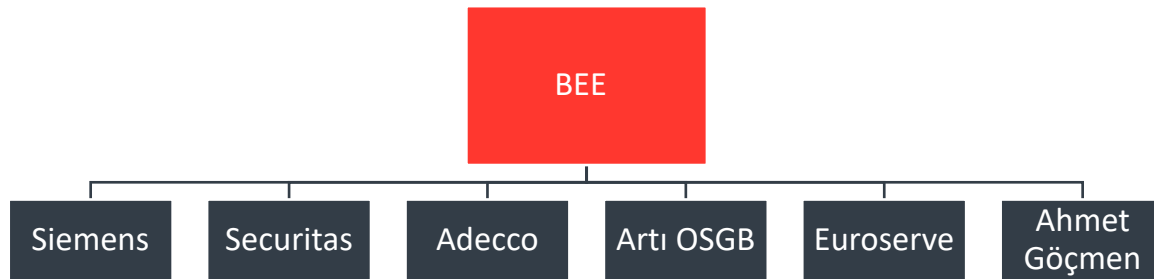 BEE
Siemens
Securitas
Adecco
Artı OSGB
Euroserve
Ahmet
Göçmen